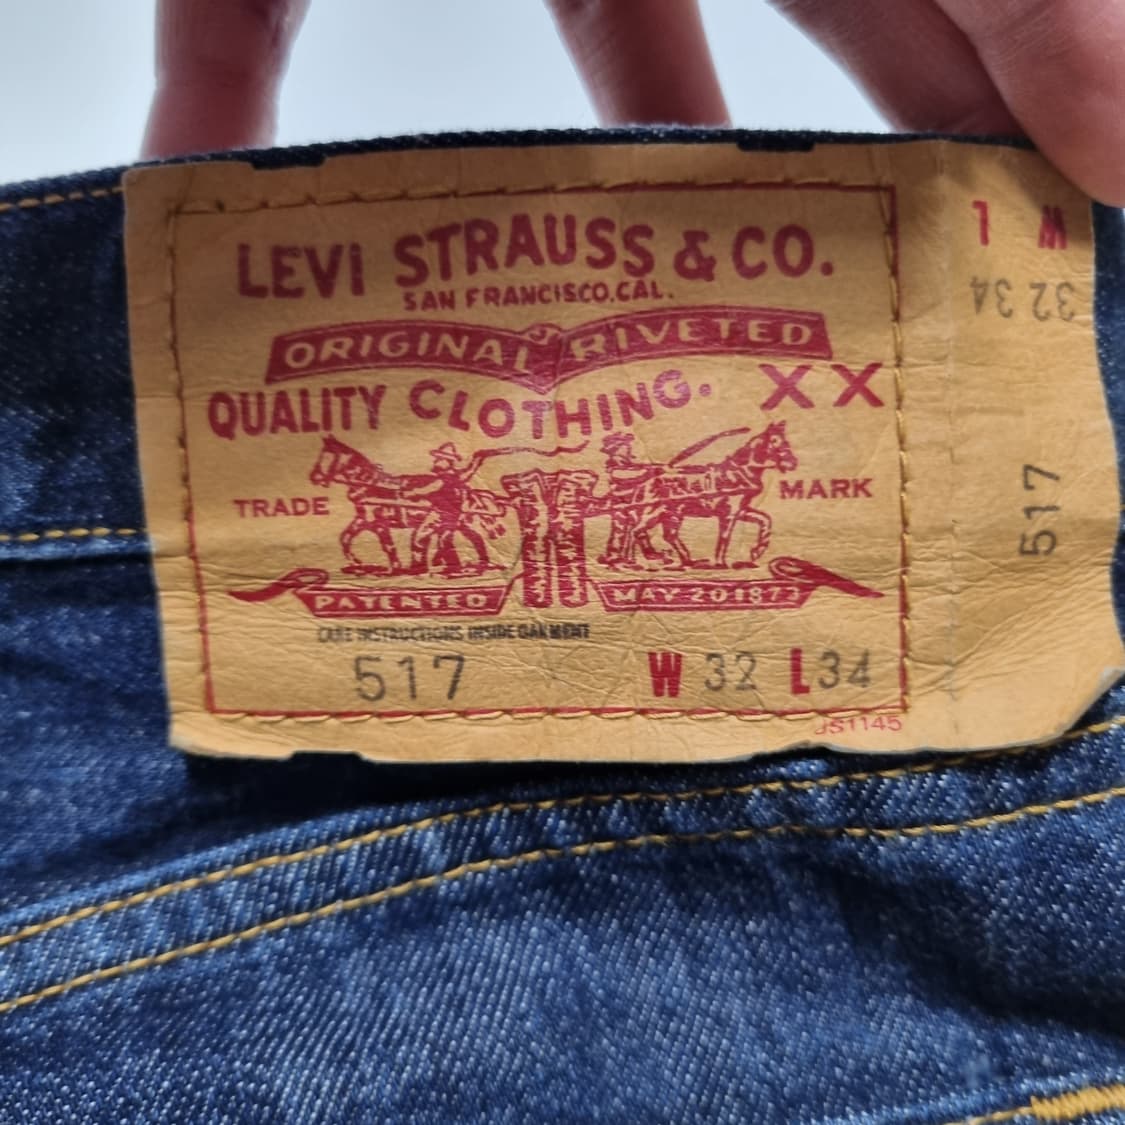 LEVI STRAUSS & CO.
SAN FRANCISCO.CAL.
ORIGINAL RIVETED
QUALITY CLOTHING. XX
TRADE MARK
PATENTED MAY 20 1873
CARE INSTRUCTIONS INSIDE GARMENT
517 W 32 L 34
JS1145
L W
34 32
517